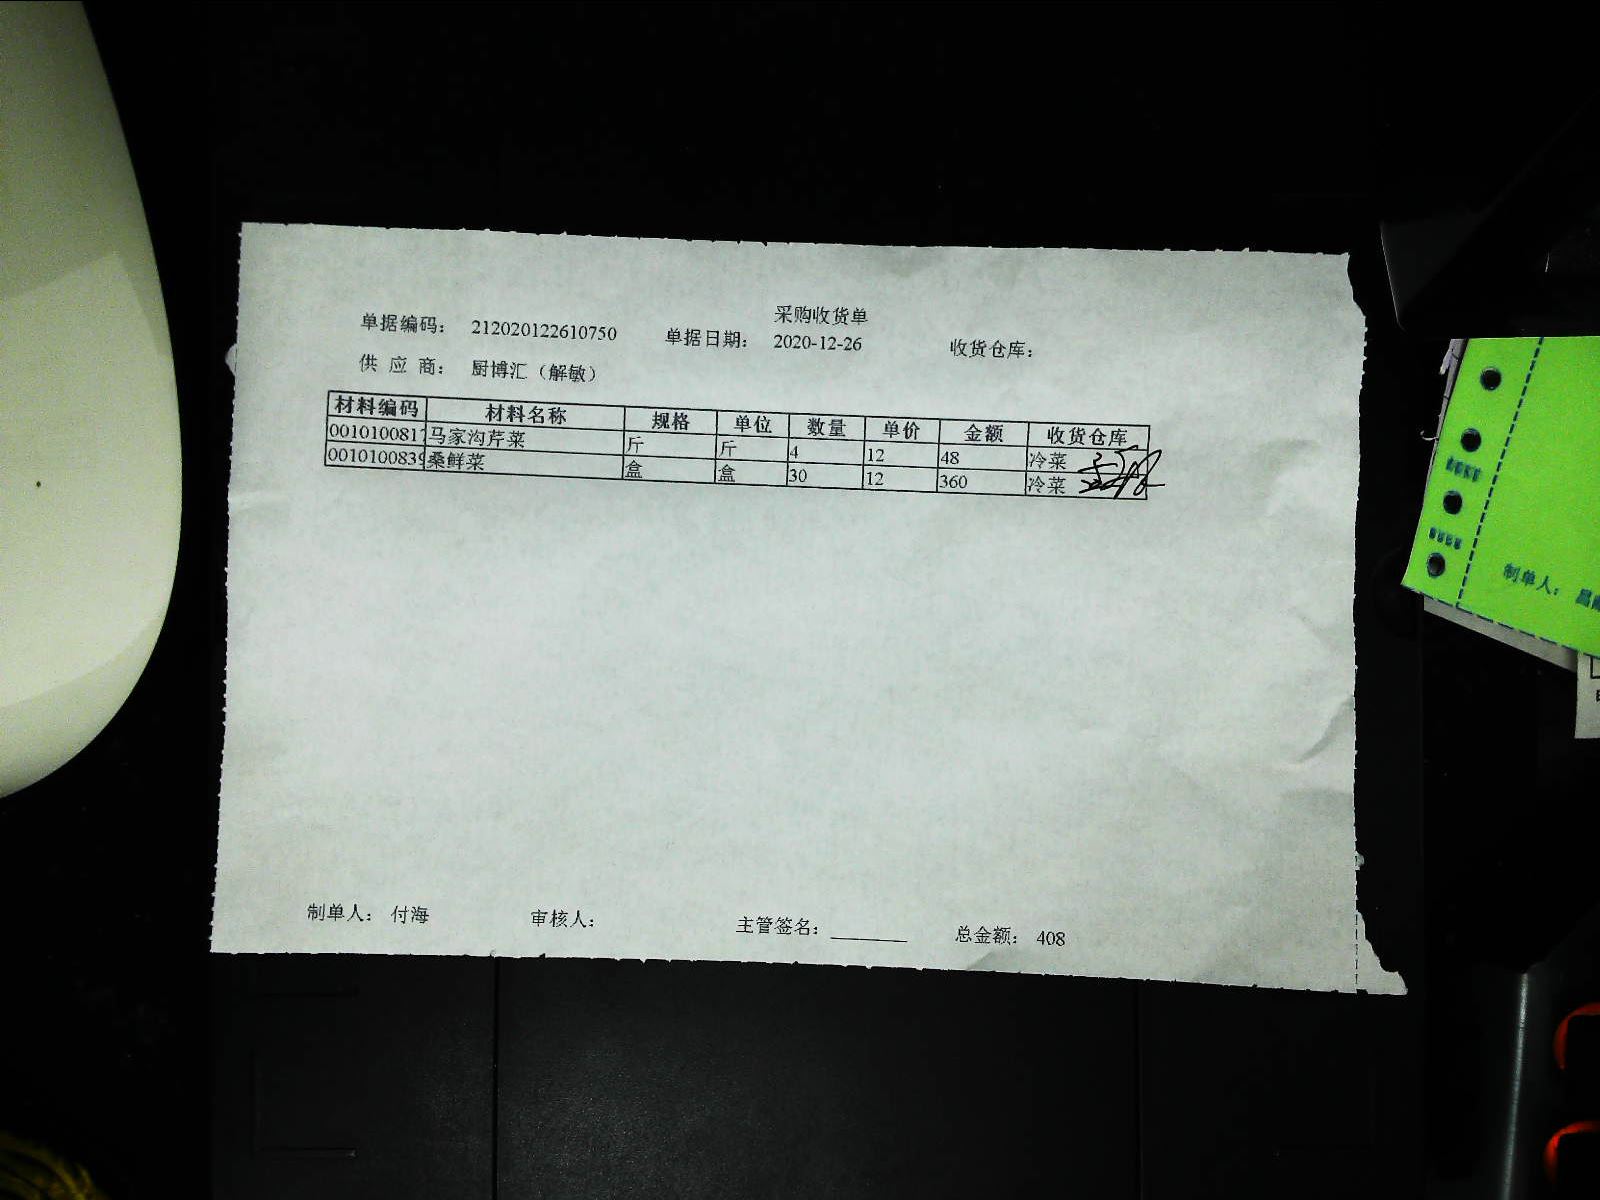 采购收货单
单据编码： 212020122610750 单据日期： 2020-12-26 收货仓库：
供 应 商： 厨博汇（解敏）
材料编码 材料名称 规格 单位 数量 单价 金额 收货仓库
0010100817 马家沟芹菜 斤 斤 4 12 48 冷菜
0010100839 桑鲜菜 盒 盒 30 12 360 冷菜
制单人： 付海 审核人： 主管签名： 总金额： 408
制单人：